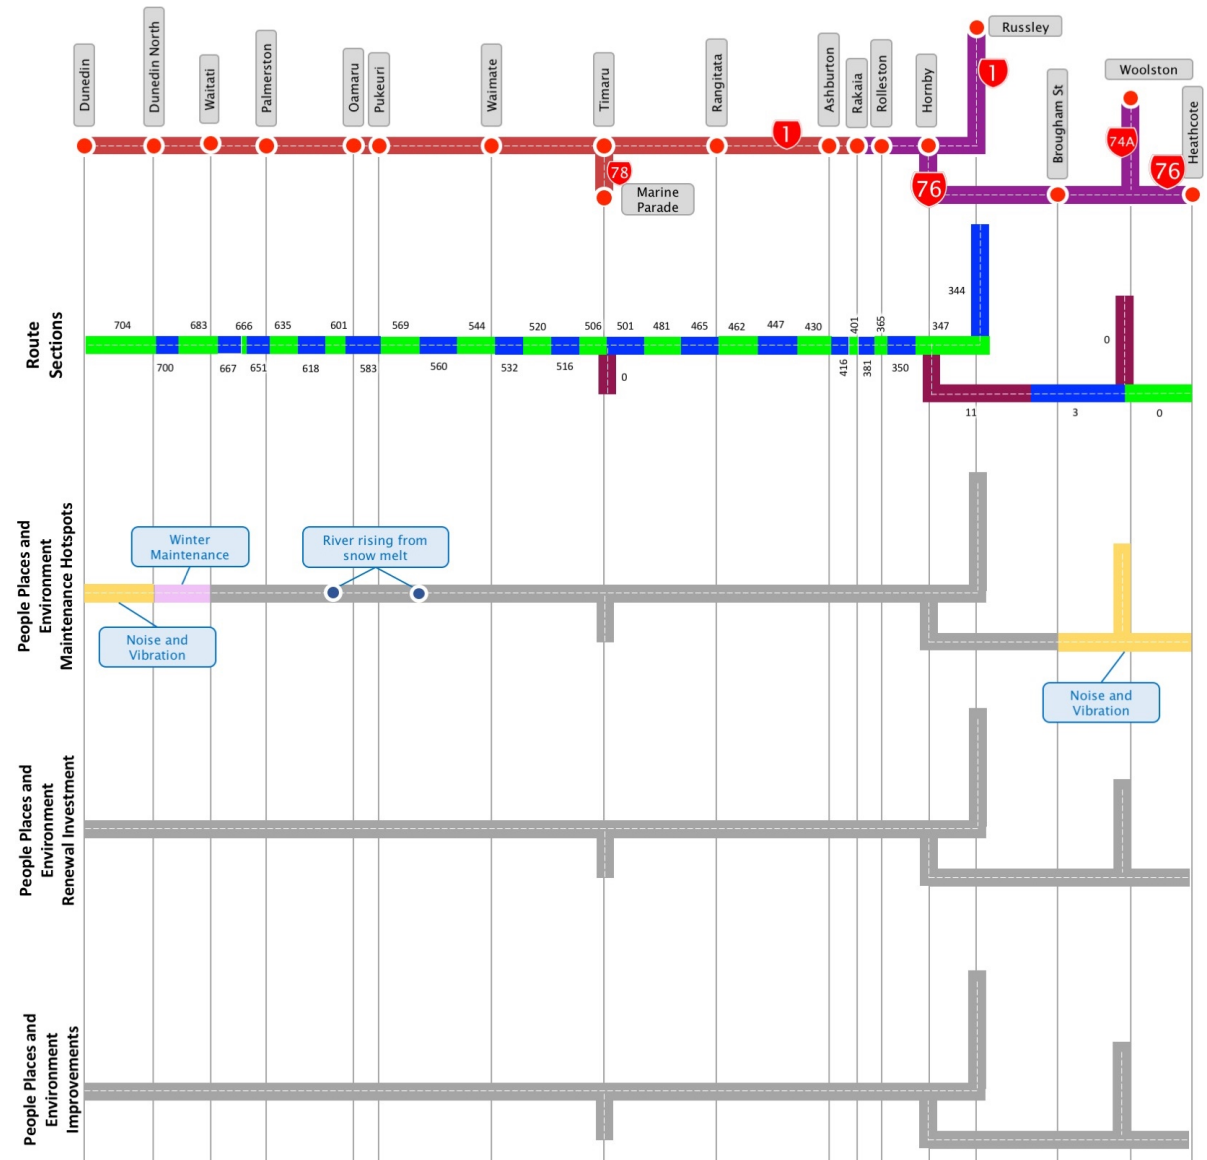 Dunedin
Dunedin North
Waitati
Palmerston
Oamaru
Pukeuri
Waimate
Timaru
Rangitata
Ashburton
Rakaia
Rolleston
Hornby
Russley
Brougham St
Woolston
Heathcote
1
1
78
Marine
Parade
76
74A
76
Route
Sections
344
704
683
666
635
601
569
544
520
506
501
481
465
462
447
430
401
365
347
0
700
667
651
618
583
560
532
516
0
416
381
350
11
3
0
People Places and
Environment
Maintenance Hotspots
Winter
Maintenance
River rising from
snow melt
Noise and
Vibration
Noise and
Vibration
People Places and
Environment
Renewal Investment
People Places and
Environment
Improvements